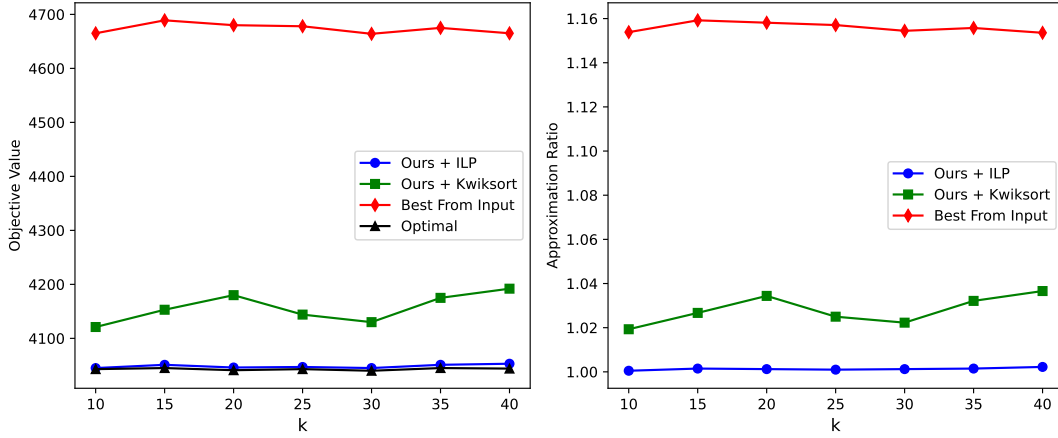 4700
4600
4500
4400
4300
4200
4100
Objective Value
10 15 20 25 30 35 40
k
Ours + ILP
Ours + Kwiksort
Best From Input
Optimal
1.16
1.14
1.12
1.10
1.08
1.06
1.04
1.02
1.00
Approximation Ratio
10 15 20 25 30 35 40
k
Ours + ILP
Ours + Kwiksort
Best From Input